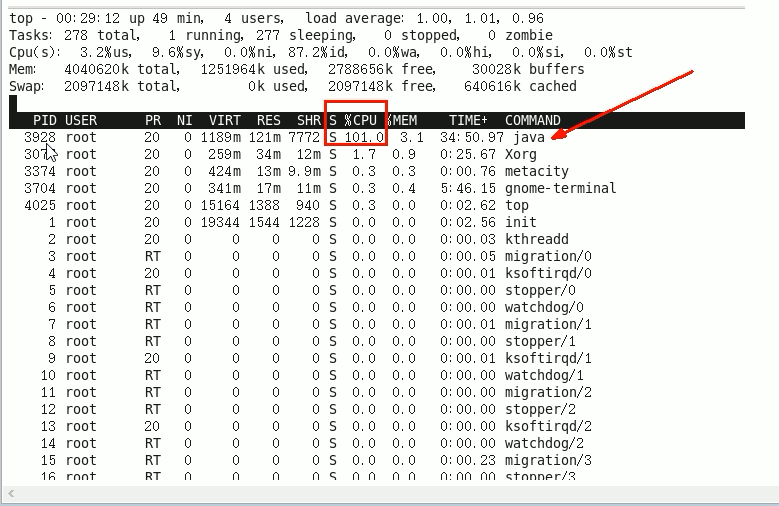 top - 00:29:12 up 49 min,  4 users,  load average: 1.00, 1.01, 0.96
Tasks: 278 total,   1 running, 277 sleeping,   0 stopped,   0 zombie
Cpu(s):  3.2%us,  9.6%sy,  0.0%ni, 87.2%id,  0.0%wa,  0.0%hi,  0.0%si,  0.0%st
Mem:   4040620k total,  1251964k used,  2788656k free,    30028k buffers
Swap:  2097148k total,        0k used,  2097148k free,   640616k cached
PID USER      PR  NI  VIRT  RES  SHR S %CPU %MEM    TIME+  COMMAND
3928 root      20   0 1189m 121m 7772 S 101.0  3.1  34:50.97 java
root      20   0  259m  34m  12m S  1.7  0.9   0:25.67 Xorg
3374 root      20   0  424m  13m 9.9m S  0.3  0.3   0:00.76 metacity
3704 root      20   0  341m  17m  11m S  0.3  0.4   5:46.15 gnome-terminal
4025 root      20   0 15164 1388  940 S  0.3  0.0   0:02.62 top
1 root      20   0 19344 1544 1228 S  0.0  0.0   0:02.56 init
2 root      20   0     0    0    0 S  0.0  0.0   0:00.03 kthreadd
3 root      RT   0     0    0    0 S  0.0  0.0   0:00.05 migration/0
4 root      20   0     0    0    0 S  0.0  0.0   0:00.01 ksoftirqd/0
5 root      RT   0     0    0    0 S  0.0  0.0   0:00.00 stopper/0
6 root      RT   0     0    0    0 S  0.0  0.0   0:00.00 watchdog/0
7 root      RT   0     0    0    0 S  0.0  0.0   0:00.01 migration/1
8 root      RT   0     0    0    0 S  0.0  0.0   0:00.00 stopper/1
9 root      20   0     0    0    0 S  0.0  0.0   0:00.01 ksoftirqd/1
10 root      RT   0     0    0    0 S  0.0  0.0   0:00.00 watchdog/1
11 root      RT   0     0    0    0 S  0.0  0.0   0:00.00 migration/2
12 root      RT   0     0    0    0 S  0.0  0.0   0:00.00 stopper/2
13 root      20   0     0    0    0 S  0.0  0.0   0:00.00 ksoftirqd/2
14 root      RT   0     0    0    0 S  0.0  0.0   0:00.00 watchdog/2
15 root      RT   0     0    0    0 S  0.0  0.0   0:00.23 migration/3
16 root      RT   0     0    0    0 S  0.0  0.0   0:00.00 stopper/3